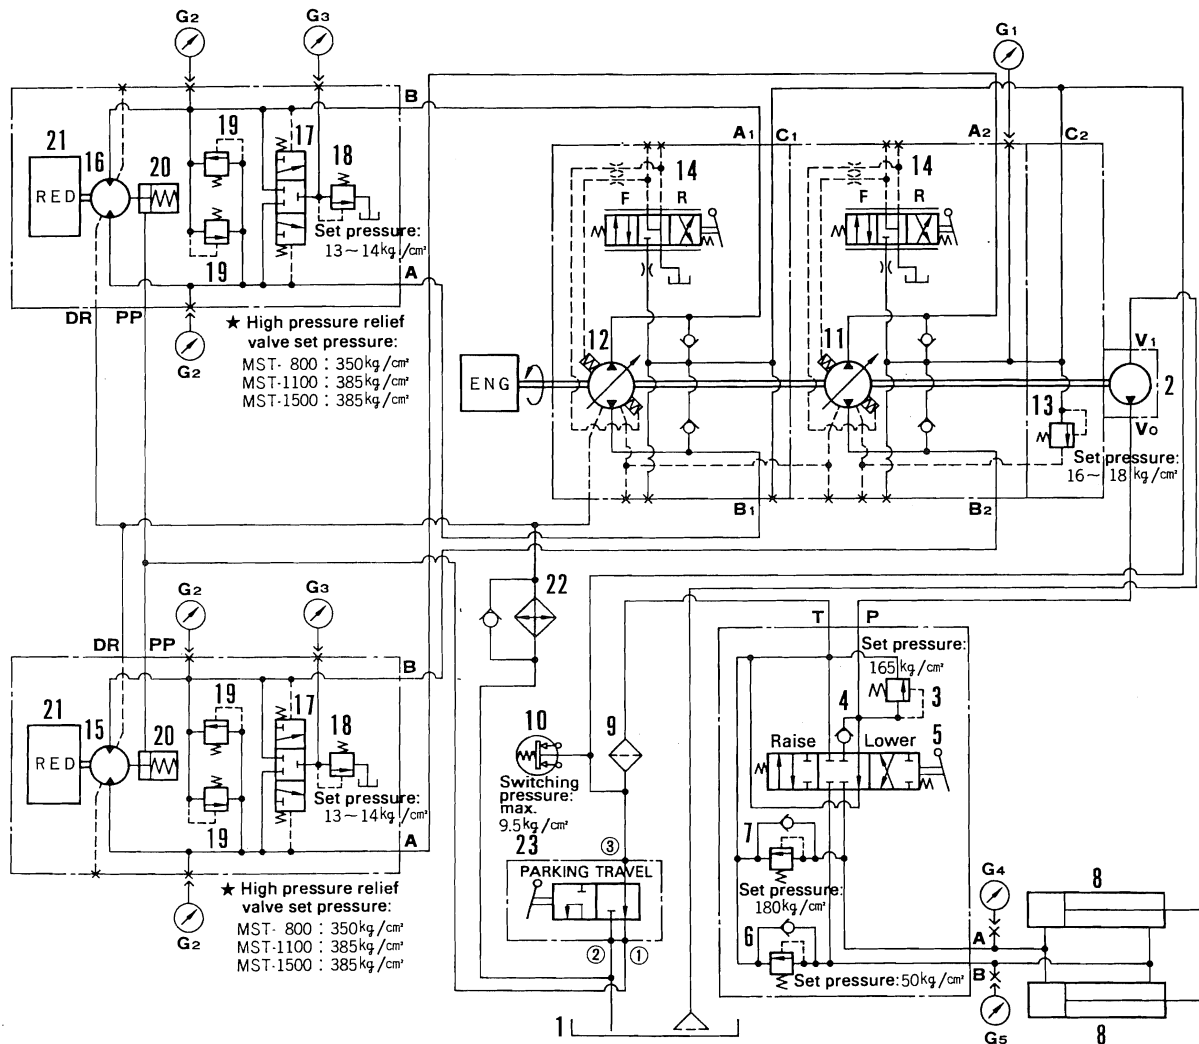 G2
G3
G1
B
A1
C1
A2
C2
21
16
20
19
17
18
RED
14
F
R
14
F
R
Set pressure:
13~14kg/cm²
19
A
DR
PP
G2
★ High pressure relief
valve set pressure:
MST- 800 : 350kg/cm²
MST-1100 : 385kg/cm²
MST-1500 : 385kg/cm²
ENG
12
11
V1
2
Vo
13
Set pressure:
16~18kg/cm²
B1
B2
22
G2
G3
DR
PP
B
T
P
Set pressure:
165kg/cm²
4
3
21
15
20
19
17
18
RED
Set pressure:
13~14kg/cm²
19
A
G2
★ High pressure relief
valve set pressure:
MST- 800 : 350kg/cm²
MST-1100 : 385kg/cm²
MST-1500 : 385kg/cm²
10
9
Switching
pressure:
max.
9.5kg/cm²
23
③
PARKING TRAVEL
②
①
Raise
Lower
5
7
Set pressure:
180kg/cm²
6
Set pressure:50kg/cm²
G4
A
B
G5
8
8
1